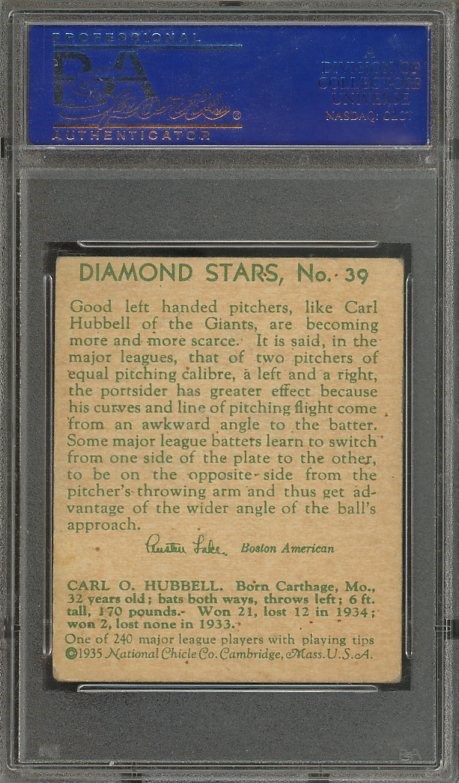 PROFESSIONAL
PSA
Sports®
AUTHENTICATOR
A
DIVISION OF
COLLECTORS
UNIVERSE
NASDAQ: CLCT
DIAMOND STARS, No. 39
Good left handed pitchers, like Carl
Hubbell of the Giants, are becoming
more and more scarce. It is said, in the
major leagues, that of two pitchers of
equal pitching calibre, a left and a right,
the portsider has greater effect because
his curves and line of pitching flight come
from an awkward angle to the batter.
Some major league batters learn to switch
from one side of the plate to the other,
to be on the opposite side from the
pitcher's throwing arm and thus get ad-
vantage of the wider angle of the ball's
approach.
Austen Lake, Boston American
CARL O. HUBBELL. Born Carthage, Mo.,
32 years old; bats both ways, throws left; 6 ft.
tall, 170 pounds. Won 21, lost 12 in 1934;
won 2, lost none in 1933.
One of 240 major league players with playing tips
©1935 National Chicle Co. Cambridge, Mass. U.S.A.